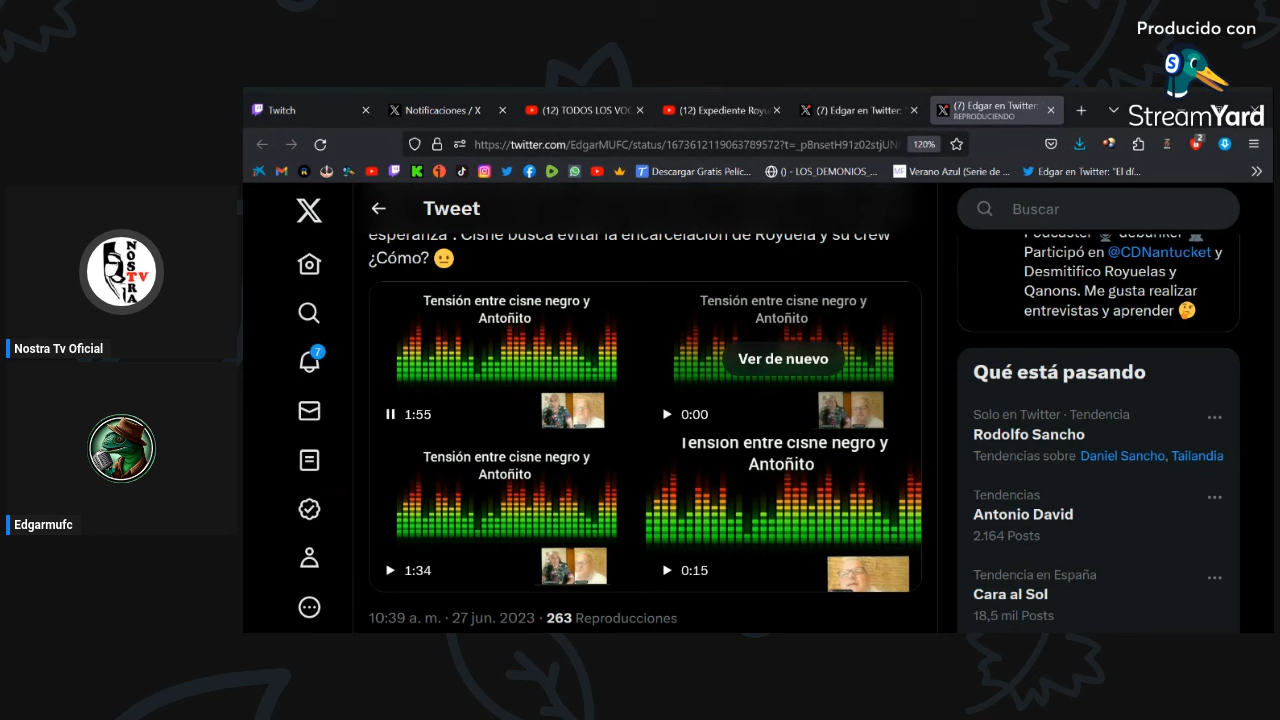 Producido con
StreamYard
Twitch
Notificaciones / X
(12) TODOS LOS VOC
(12) Expediente Royu
(7) Edgar en Twitter: "
(7) Edgar en Twitter:
REPRODUCIENDO
https://twitter.com/EdgarMUFC/status/1673612119063789572?t=_pBnsetH91z02stjUN
120%
2
Descargar Gratis Pelíc...
() - LOS_DEMONIOS_...
Verano Azul (Serie de ...
Edgar en Twitter: "El dí...
Tweet
Buscar
esperanza". Cisne busca evitar la encarcelación de Royuela y su crew
¿Cómo? 😐
Participó en @CDNantucket y
Desmitifico Royuelas y
Qanons. Me gusta realizar
entrevistas y aprender 🤔
7
Tensión entre cisne negro y
Antoñito
1:55
Tensión entre cisne negro y
Antoñito
Ver de nuevo
0:00
Tensión entre cisne negro y
Antoñito
1:34
Tensión entre cisne negro y
Antoñito
0:15
10:39 a. m. · 27 jun. 2023 · 263 Reproducciones
Qué está pasando
Solo en Twitter · Tendencia
Rodolfo Sancho
Tendencias sobre Daniel Sancho, Tailandia
Tendencias
Antonio David
2.164 Posts
Tendencia en España
Cara al Sol
18,5 mil Posts
NOSTRA
TV
Nostra Tv Oficial
Edgarmufc